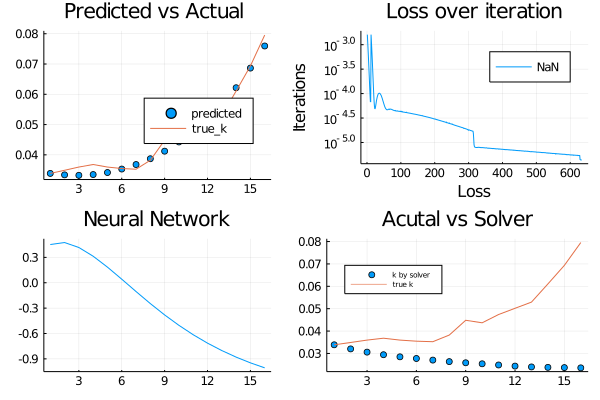 Predicted vs Actual
0.08
0.07
0.06
0.05
0.04
3 6 9 12 15
predicted
true_k
Loss over iteration
10^-3.0
10^-3.5
10^-4.0
10^-4.5
10^-5.0
Iterations
0 100 200 300 400 500 600
Loss
NaN
Neural Network
0.3
0.0
-0.3
-0.6
-0.9
3 6 9 12 15
Acutal vs Solver
0.08
0.07
0.06
0.05
0.04
0.03
3 6 9 12 15
k by solver
true k